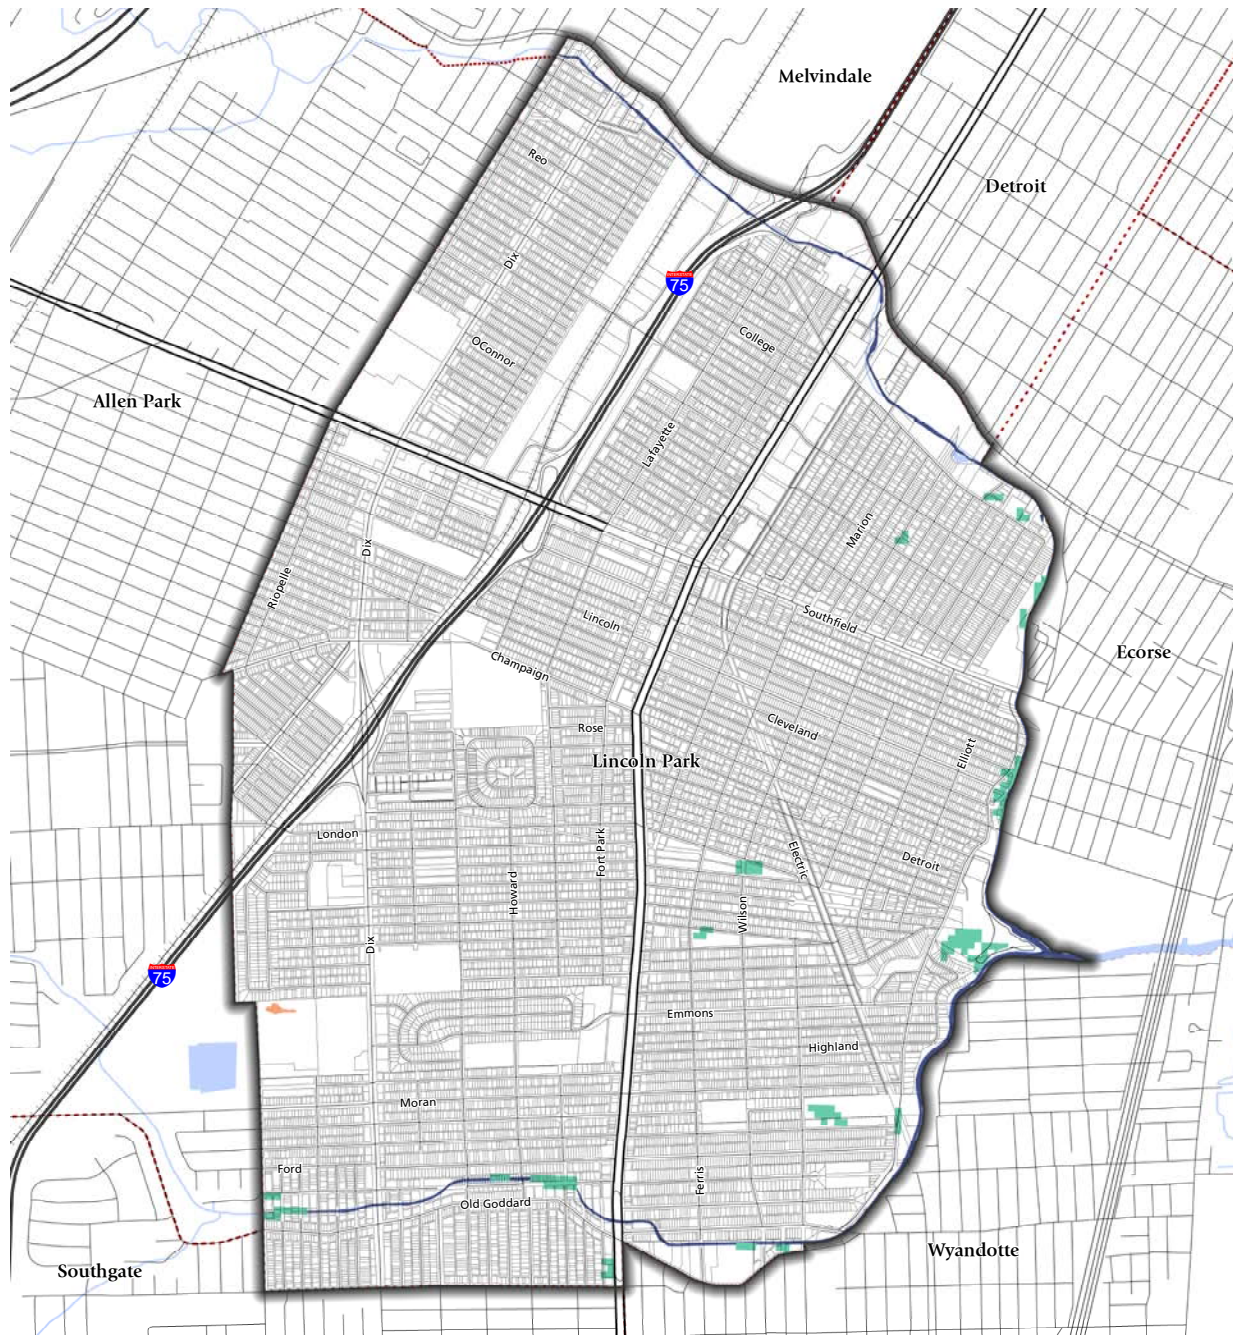 Melvindale
Detroit
Reo
Dix
INTERSTATE
75
College
OConnor
Allen Park
Lafayette
Marion
Dix
Riopelle
Lincoln
Southfield
Champaign
Ecorse
Rose
Cleveland
Elliott
Lincoln Park
London
Fort Park
Electric
Detroit
Howard
Wilson
Dix
INTERSTATE
75
Emmons
Highland
Moran
Ford
Ferris
Old Goddard
Wyandotte
Southgate